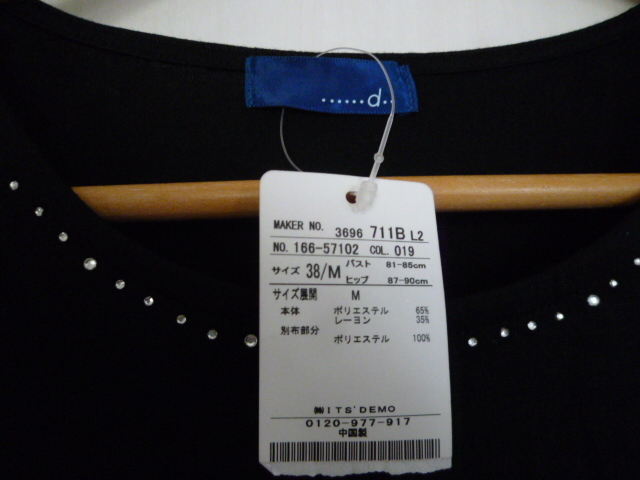 ......d..
MAKER NO. 3696 711B L2
NO. 166-57102 COL. 019
サイズ 38/M バスト 81-85cm
ヒップ 87-90cm
サイズ展開 M
本体 ポリエステル 65%
レーヨン 35%
別布部分
ポリエステル 100%
㈱ITS'DEMO
0120-977-917
中国製